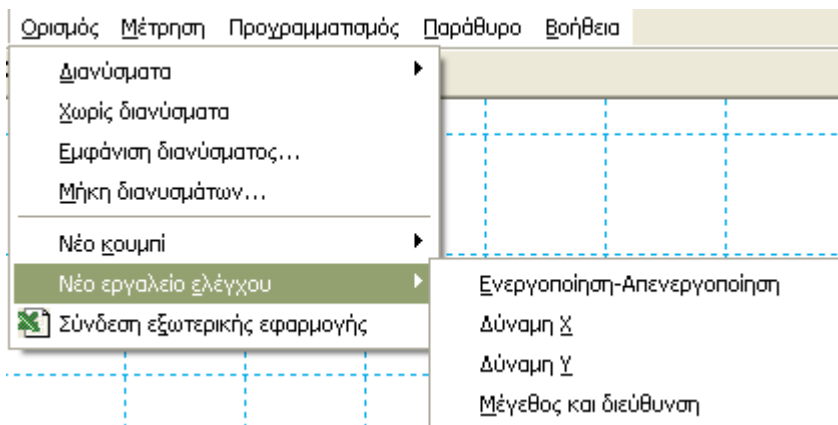 Ορισμός Μέτρηση Προγραμματισμός Παράθυρο Βοήθεια
Διανύσματα
Χωρίς διανύσματα
Εμφάνιση διανύσματος...
Μήκη διανυσμάτων...
Νέο κουμπί
Νέο εργαλείο ελέγχου
Σύνδεση εξωτερικής εφαρμογής
Ενεργοποίηση-Απενεργοποίηση
Δύναμη X
Δύναμη Y
Μέγεθος και διεύθυνση